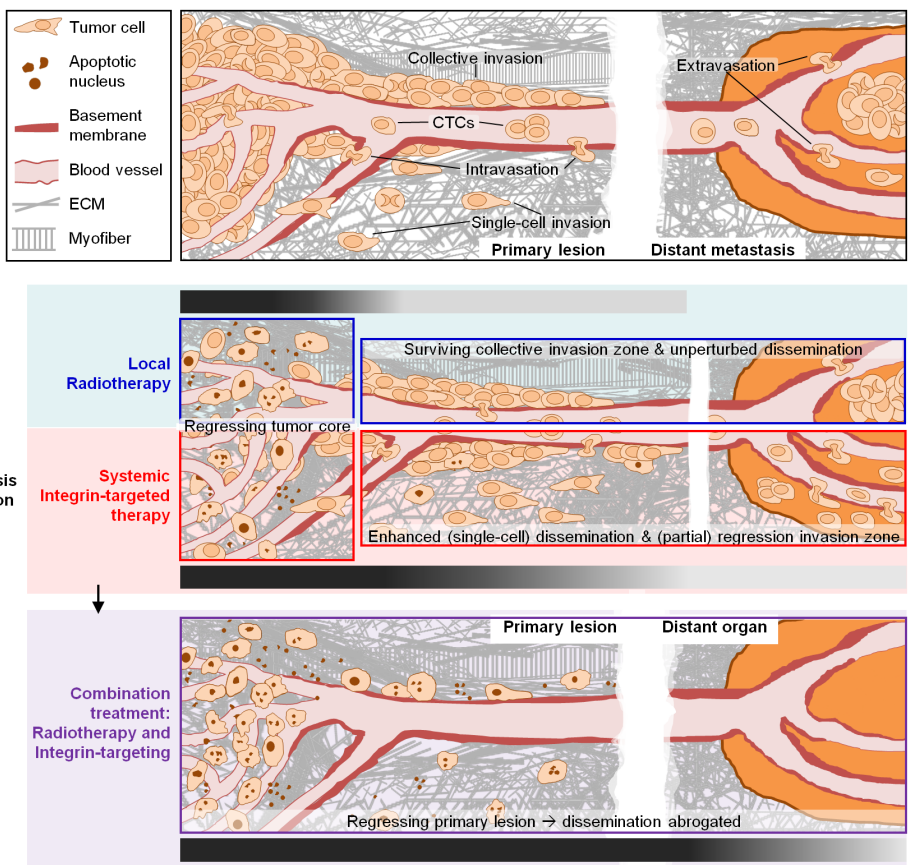 Tumor cell
Apoptotic
nucleus
Basement
membrane
Blood vessel
ECM
Myofiber
Collective invasion
Extravasation
CTCs
Intravasation
Single-cell invasion
Primary lesion
Distant metastasis
Local
Radiotherapy
Surviving collective invasion zone & unperturbed dissemination
Regressing tumor core
sis
on
Systemic
Integrin-targeted
therapy
Enhanced (single-cell) dissemination & (partial) regression invasion zone
Primary lesion
Distant organ
Combination
treatment:
Radiotherapy and
Integrin-targeting
Regressing primary lesion → dissemination abrogated